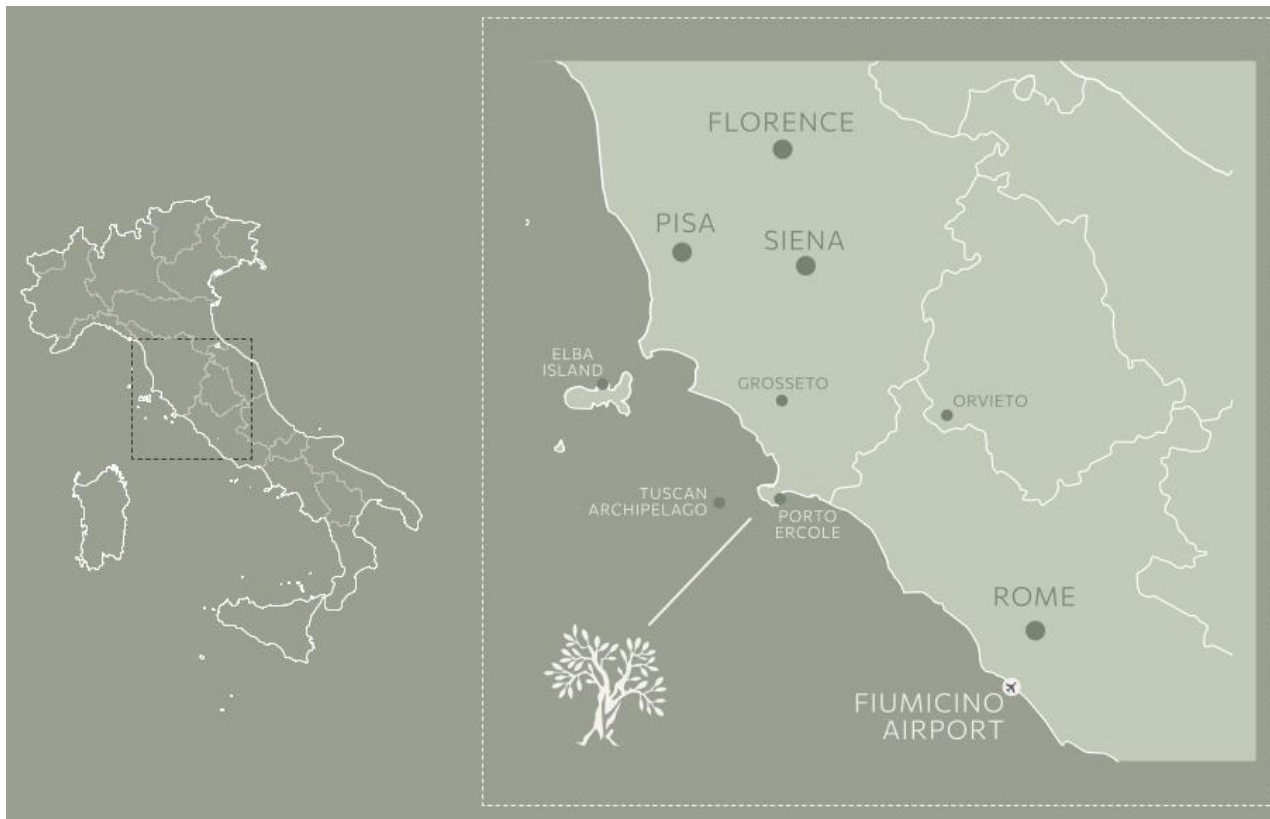 FLORENCE
PISA
SIENA
ELBA
ISLAND
GROSSETO
ORVIETO
TUSCAN
ARCHIPELAGO
PORTO
ERCOLE
ROME
FIUMICINO
AIRPORT